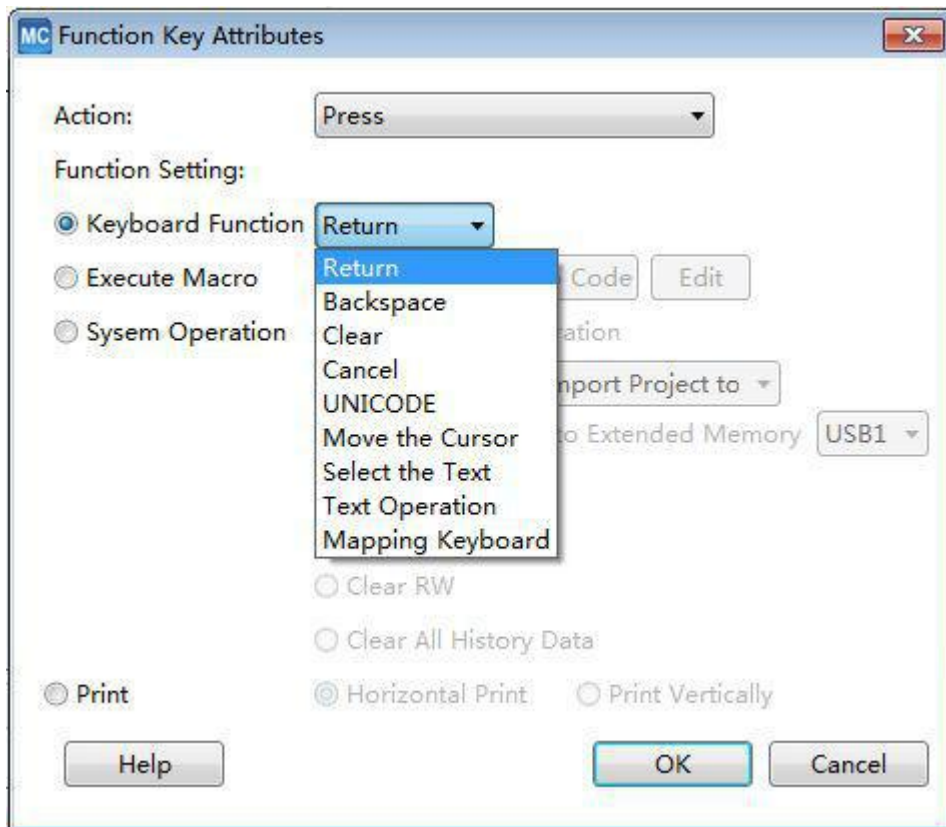 MC Function Key Attributes
Action: Press
Function Setting:
Keyboard Function Return
Return
Execute Macro Code Edit
Backspace
Clear
Sysem Operation ation
Cancel
mport Project to
UNICODE
Move the Cursor
to Extended Memory USB1
Select the Text
Text Operation
Mapping Keyboard
Clear RW
Clear All History Data
Print Horizontal Print Print Vertically
Help OK Cancel